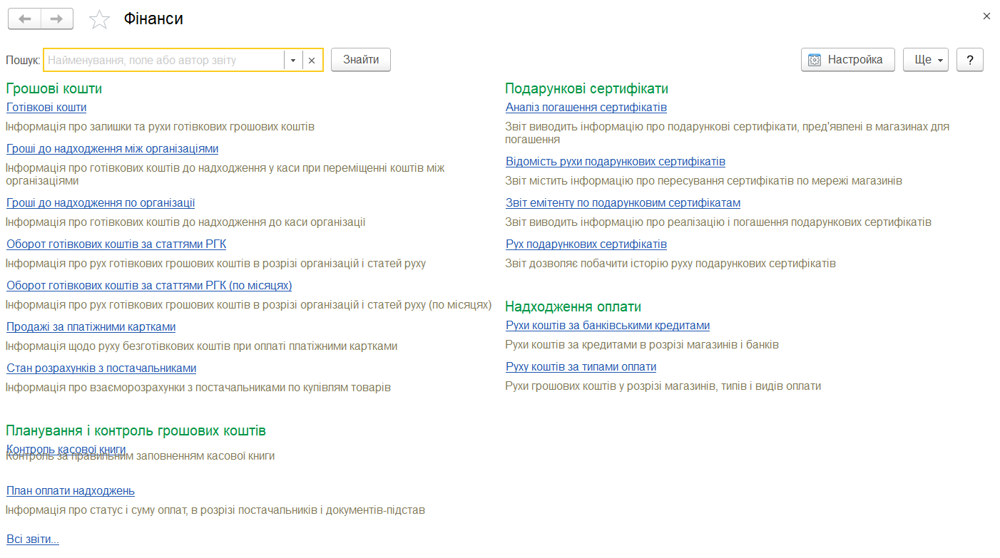 Фінанси
Пошук:
Найменування, поле або автор звіту
Знайти
Настройка
Ще
?
Грошові кошти
Готівкові кошти
Інформація про залишки та рухи готівкових грошових коштів
Гроші до надходження між організаціями
Інформація про готівкових коштів до надходження у каси при переміщенні коштів між
організаціями
Гроші до надходження по організації
Інформація про готівкових коштів до надходження до каси організації
Оборот готівкових коштів за статтями РГК
Інформація про рух готівкових грошових коштів в розрізі організацій і статей руху
Оборот готівкових коштів за статтями РГК (по місяцях)
Інформація про рух готівкових грошових коштів в розрізі організацій і статей руху (по місяцях)
Продажі за платіжними картками
Інформація щодо руху безготівкових коштів при оплаті платіжними картками
Стан розрахунків з постачальниками
Інформація про взаєморозрахунки з постачальниками по купівлям товарів
Планування і контроль грошових коштів
Контроль касової книги
Контроль за правильним заповненням касової книги
План оплати надходжень
Інформація про статус і суму оплат, в розрізі постачальників і документів-підстав
Всі звіти...
Подарункові сертифікати
Аналіз погашення сертифікатів
Звіт виводить інформацію про подарункові сертифікати, пред'явлені в магазинах для
погашення
Відомість рухи подарункових сертифікатів
Звіт містить інформацію про пересування сертифікатів по мережі магазинів
Звіт емітенту по подарунковим сертифікатам
Звіт виводить інформацію про реалізацію і погашення подарункових сертифікатів
Рух подарункових сертифікатів
Звіт дозволяє побачити історію руху подарункових сертифікатів
Надходження оплати
Рухи коштів за банківськими кредитами
Рухи коштів за кредитами в розрізі магазинів і банків
Руху коштів за типами оплати
Рухи грошових коштів у розрізі магазинів, типів і видів оплати